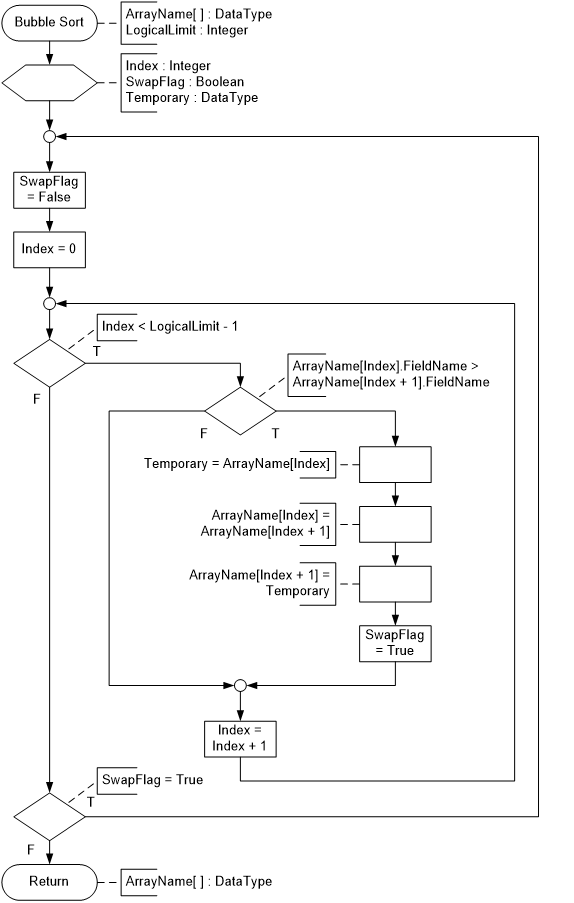 Bubble Sort
ArrayName[ ] : DataType
LogicalLimit : Integer
Index : Integer
SwapFlag : Boolean
Temporary : DataType
SwapFlag
= False
Index = 0
Index < LogicalLimit - 1
T
F
ArrayName[Index].FieldName >
ArrayName[Index + 1].FieldName
F
T
Temporary = ArrayName[Index]
ArrayName[Index] =
ArrayName[Index + 1]
ArrayName[Index + 1] =
Temporary
SwapFlag
= True
Index =
Index + 1
SwapFlag = True
T
F
Return
ArrayName[ ] : DataType